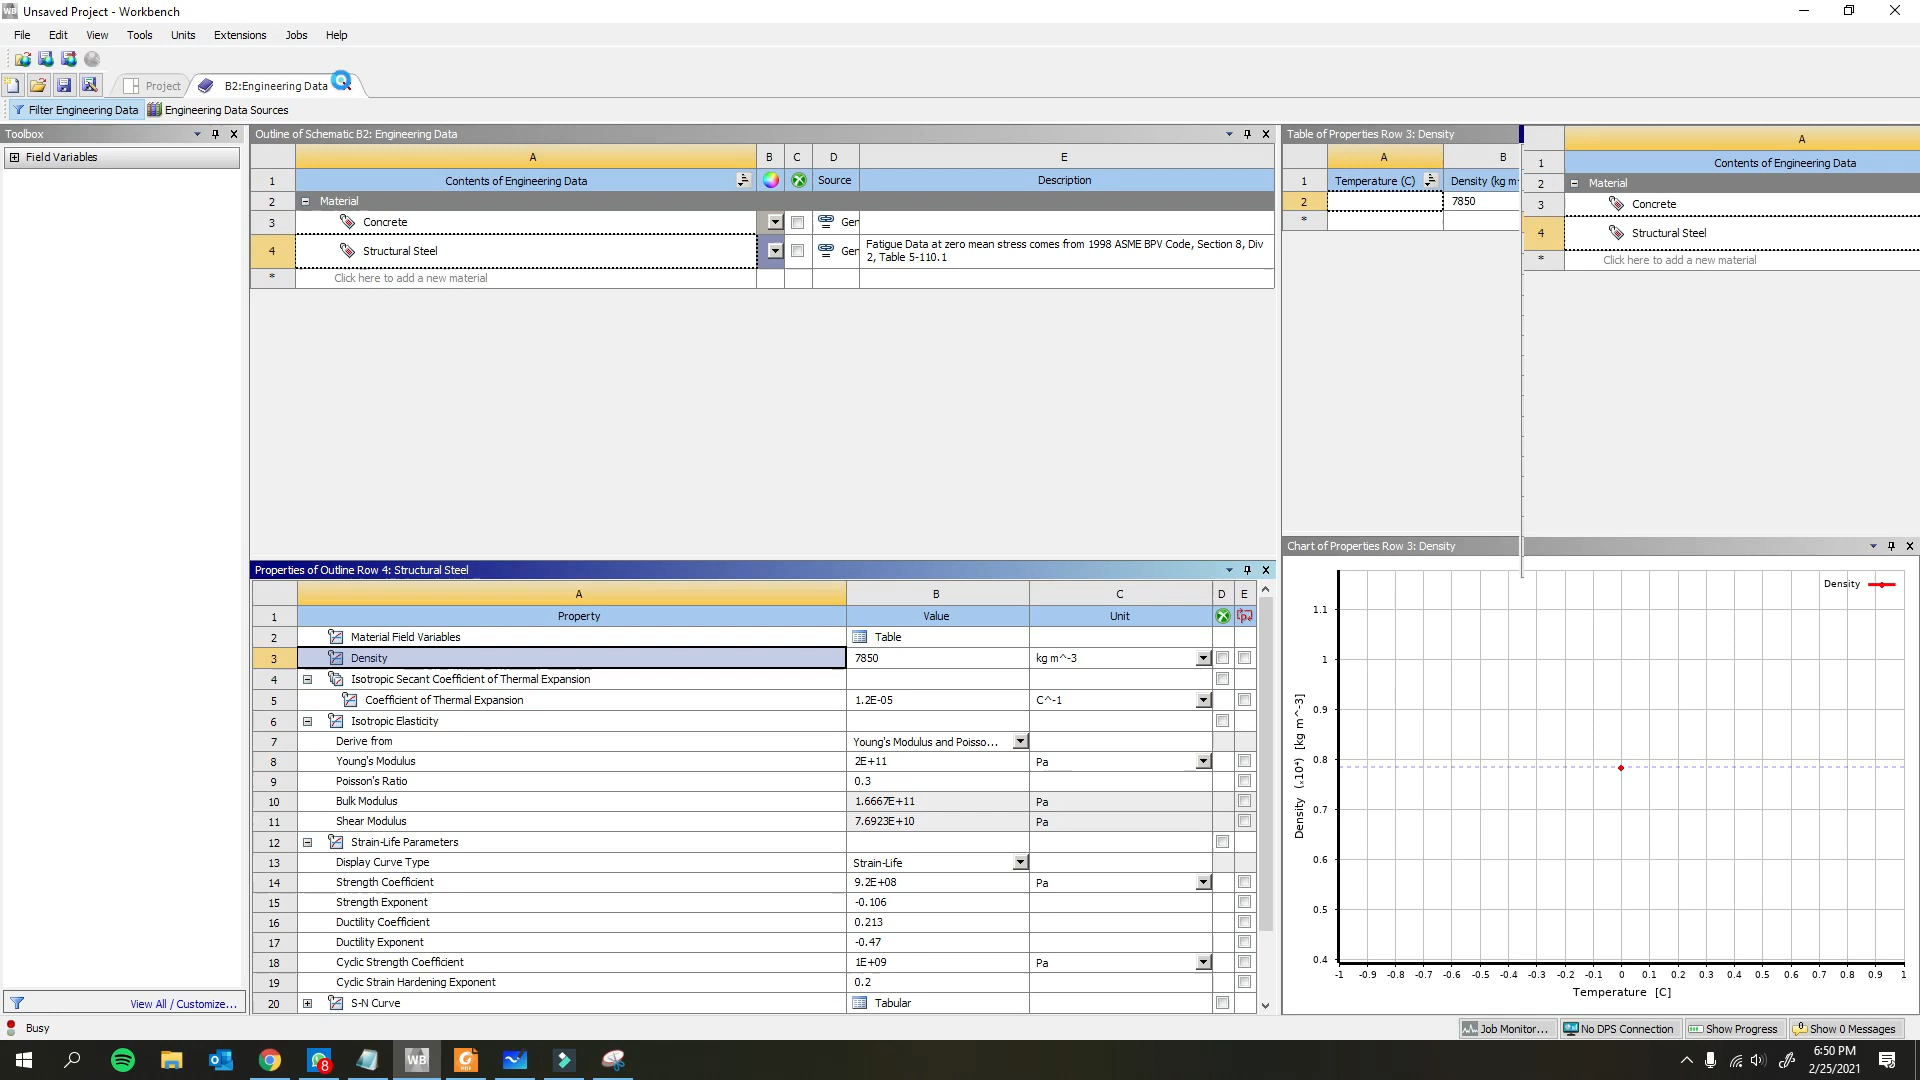 Unsaved Project - Workbench
File Edit View Tools Units Extensions Jobs Help
Project B2:Engineering Data
Filter Engineering Data Engineering Data Sources
Toolbox
Field Variables
View All / Customize...
Outline of Schematic B2: Engineering Data
A B C D E
1 Contents of Engineering Data Source Description
2 Material
3 Concrete Ger
4 Structural Steel Ger Fatigue Data at zero mean stress comes from 1998 ASME BPV Code, Section 8, Div
2, Table 5-110.1
* Click here to add a new material
Table of Properties Row 3: Density
A B
1 Temperature (C) Density (kg m
2 7850
*
A
1 Contents of Engineering Data
2 Material
3 Concrete
4 Structural Steel
* Click here to add a new material
Properties of Outline Row 4: Structural Steel
A B C D E
1 Property Value Unit
2 Material Field Variables Table
3 Density 7850 kg m^-3
4 Isotropic Secant Coefficient of Thermal Expansion
5 Coefficient of Thermal Expansion 1.2E-05 C^-1
6 Isotropic Elasticity
7 Derive from Young's Modulus and Poisso...
8 Young's Modulus 2E+11 Pa
9 Poisson's Ratio 0.3
10 Bulk Modulus 1.6667E+11 Pa
11 Shear Modulus 7.6923E+10 Pa
12 Strain-Life Parameters
13 Display Curve Type Strain-Life
14 Strength Coefficient 9.2E+08 Pa
15 Strength Exponent -0.106
16 Ductility Coefficient 0.213
17 Ductility Exponent -0.47
18 Cyclic Strength Coefficient 1E+09 Pa
19 Cyclic Strain Hardening Exponent 0.2
20 S-N Curve Tabular
Chart of Properties Row 3: Density
Density
1.1
1
0.9
0.8
0.7
0.6
0.5
0.4
Density (.10⁴) [kg m^-3]
-1 -0.9 -0.8 -0.7 -0.6 -0.5 -0.4 -0.3 -0.2 -0.1 0 0.1 0.2 0.3 0.4 0.5 0.6 0.7 0.8 0.9 1
Temperature [C]
Busy
Job Monitor... No DPS Connection Show Progress Show 0 Messages
WB
8
6:50 PM
2/25/2021